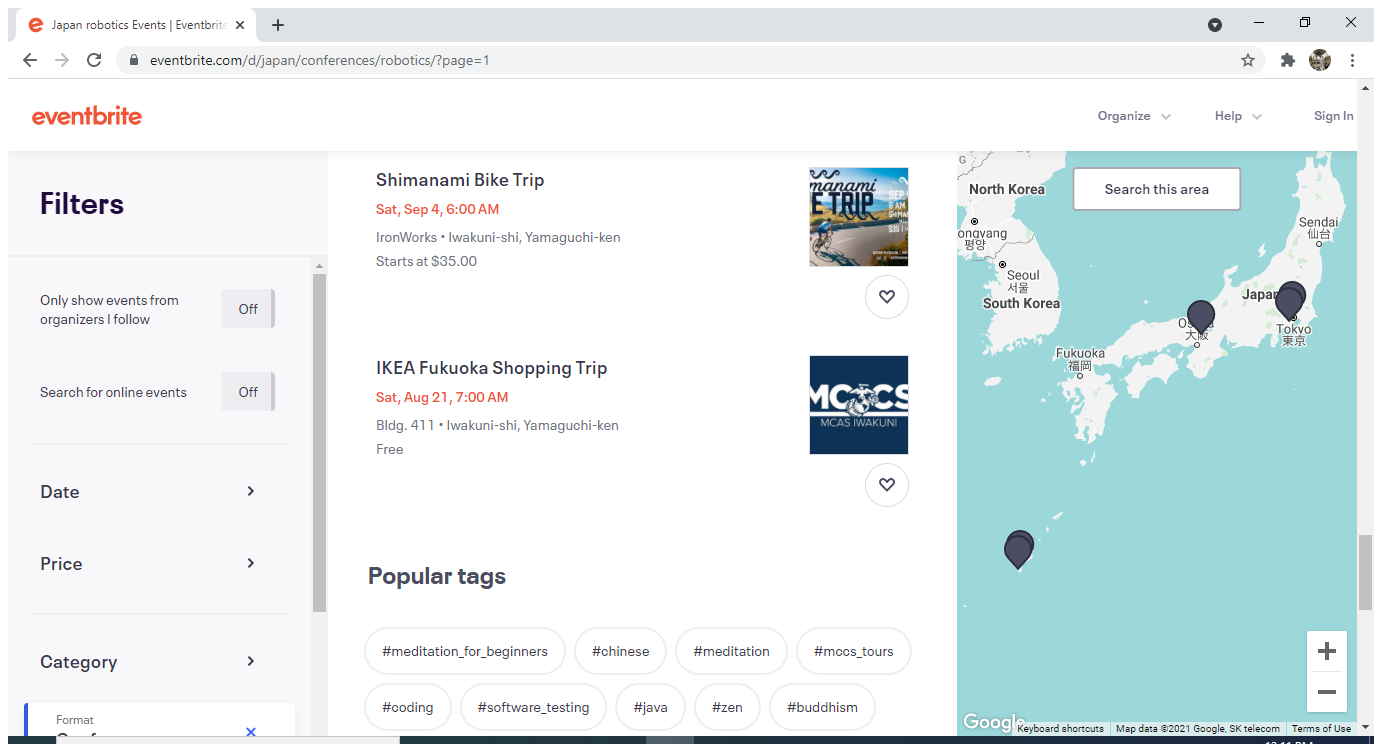 Japan robotics Events | Eventbrite
eventbrite.com/d/japan/conferences/robotics/?page=1
eventbrite
Organize
Help
Sign In
Filters
Only show events from
organizers I follow
Off
Search for online events
Off
Date
Price
Category
Format
Shimanami Bike Trip
Sat, Sep 4, 6:00 AM
IronWorks • Iwakuni-shi, Yamaguchi-ken
Starts at $35.00
IKEA Fukuoka Shopping Trip
Sat, Aug 21, 7:00 AM
Bldg. 411 • Iwakuni-shi, Yamaguchi-ken
Free
MCCS
MCAS IWAKUNI
Popular tags
#meditation_for_beginners
#chinese
#meditation
#mccs_tours
#coding
#software_testing
#java
#zen
#buddhism
Search this area
North Korea
ongyang
평양
Seoul
서울
South Korea
Sendai
仙台
Japan
Tokyo
東京
大阪
Fukuoka
福岡
Google
Keyboard shortcuts
Map data ©2021 Google, SK telecom
Terms of Use